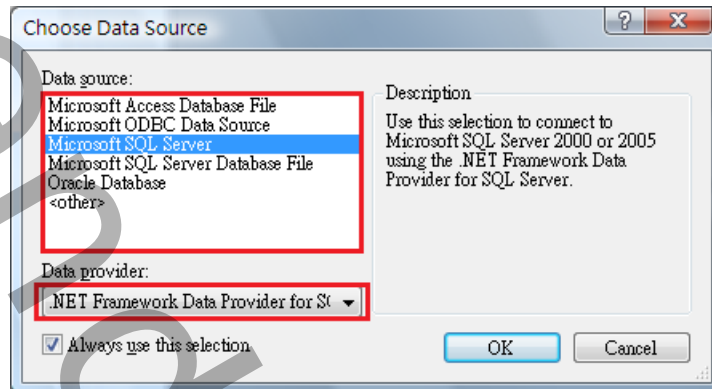 Choose Data Source
Data source:
Microsoft Access Database File
Microsoft ODBC Data Source
Microsoft SQL Server
Microsoft SQL Server Database File
Oracle Database
<other>
Description
Use this selection to connect to
Microsoft SQL Server 2000 or 2005
using the .NET Framework Data
Provider for SQL Server.
Data provider:
.NET Framework Data Provider for
Always use this selection
OK
Cancel